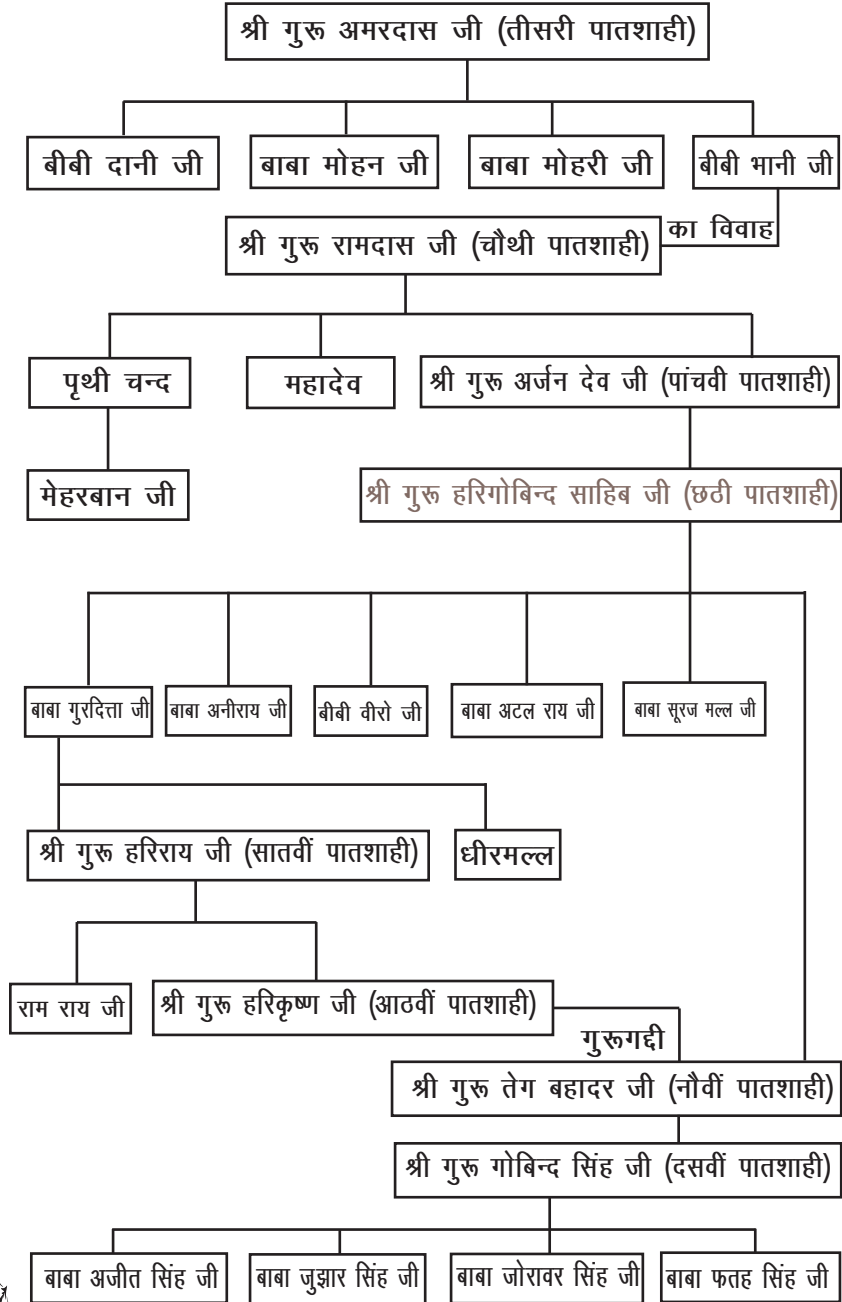 श्री गुरू अमरदास जी (तीसरी पातशाही)
बीबी दानी जी
बाबा मोहन जी
बाबा मोहरी जी
बीबी भानी जी
का विवाह
श्री गुरू रामदास जी (चौथी पातशाही)
पृथी चन्द
महादेव
श्री गुरू अर्जन देव जी (पांचवी पातशाही)
मेहरबान जी
श्री गुरू हरिगोबिन्द साहिब जी (छठी पातशाही)
बाबा गुरदित्ता जी
बाबा अनीराय जी
बीबी वीरो जी
बाबा अटल राय जी
बाबा सूरज मल्ल जी
श्री गुरू हरिराय जी (सातवीं पातशाही)
धीरमल्ल
राम राय जी
श्री गुरू हरिकृष्ण जी (आठवीं पातशाही)
गुरूगद्दी
श्री गुरू तेग बहादर जी (नौवीं पातशाही)
श्री गुरू गोबिन्द सिंह जी (दसवीं पातशाही)
बाबा अजीत सिंह जी
बाबा जुझार सिंह जी
बाबा जोरावर सिंह जी
बाबा फतह सिंह जी